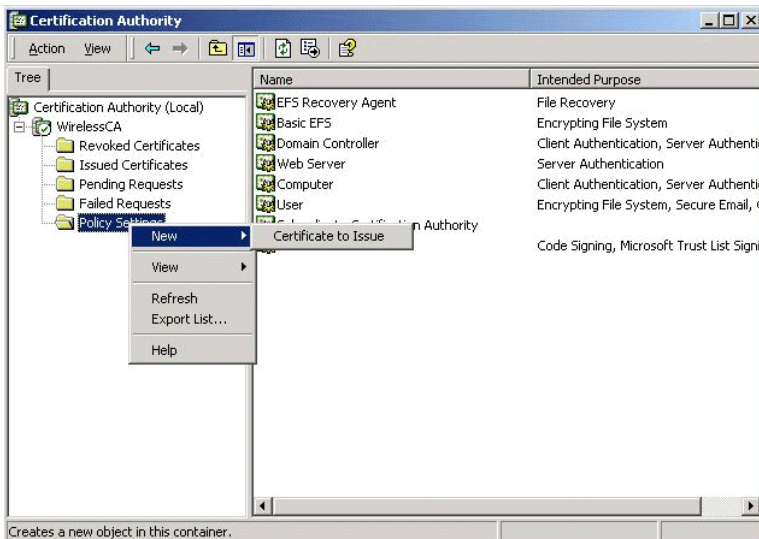 Certification Authority
Action View
Tree
Name Intended Purpose
Certification Authority (Local)
WirelessCA
Revoked Certificates
Issued Certificates
Pending Requests
Failed Requests
Policy Settings
EFS Recovery Agent File Recovery
Basic EFS Encrypting File System
Domain Controller Client Authentication, Server Authenti
Web Server Server Authentication
Computer Client Authentication, Server Authenti
User Encrypting File System, Secure Email,
Authority
Code Signing, Microsoft Trust List Signi
New
Certificate to Issue
View
Refresh
Export List...
Help
Creates a new object in this container.